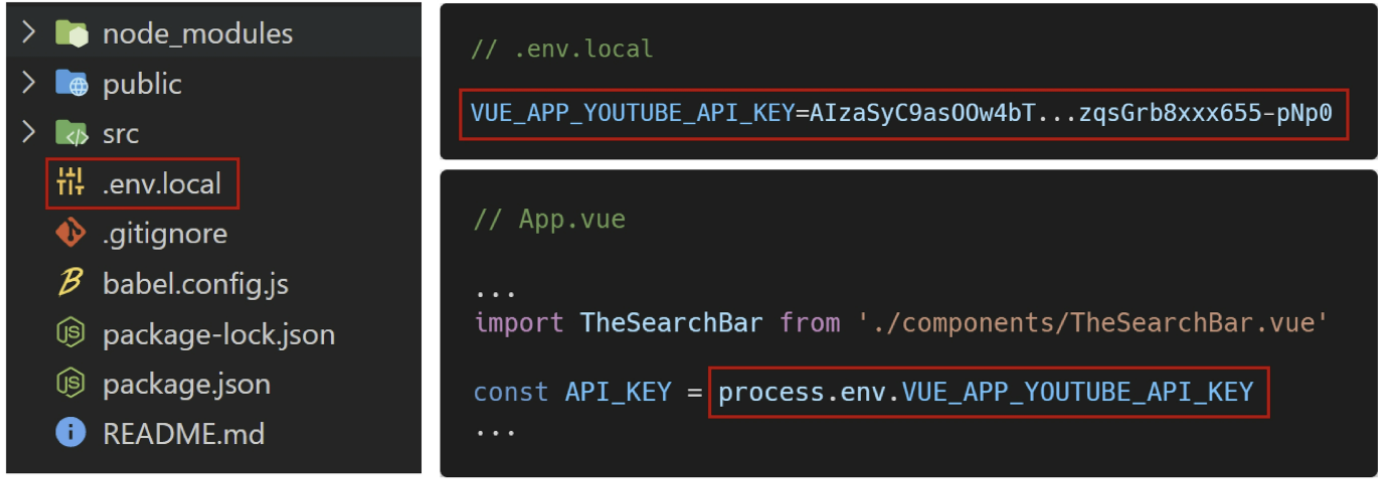 node_modules
public
src
.env.local
.gitignore
babel.config.js
package-lock.json
package.json
README.md
// .env.local
VUE_APP_YOUTUBE_API_KEY=AIzaSyC9asOOw4bT...zqsGrb8xxx655-pNp0
// App.vue
...
import TheSearchBar from './components/TheSearchBar.vue'
const API_KEY = process.env.VUE_APP_YOUTUBE_API_KEY
...